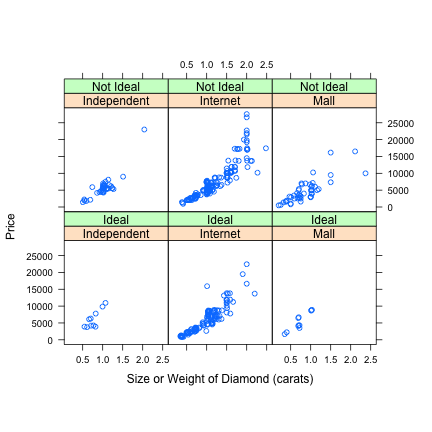 0.5 1.0 1.5 2.0 2.5
Not Ideal Not Ideal Not Ideal
Independent Internet Mall
25000
20000
15000
10000
5000
0
Price
Ideal Ideal Ideal
Independent Internet Mall
25000
20000
15000
10000
5000
0
0.5 1.0 1.5 2.0 2.5 0.5 1.0 1.5 2.0 2.5
Size or Weight of Diamond (carats)